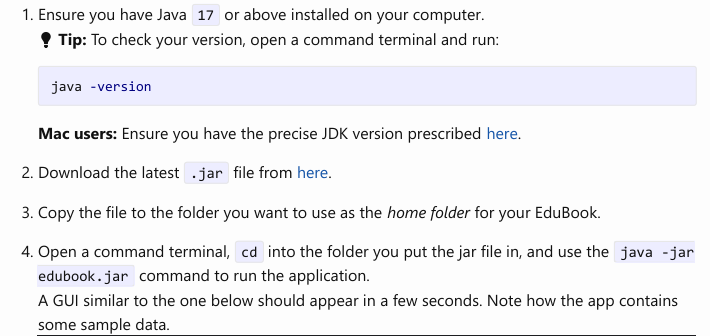 1. Ensure you have Java 17 or above installed on your computer.
💡 Tip: To check your version, open a command terminal and run:
java -version
Mac users: Ensure you have the precise JDK version prescribed here.
2. Download the latest .jar file from here.
3. Copy the file to the folder you want to use as the home folder for your EduBook.
4. Open a command terminal, cd into the folder you put the jar file in, and use the java -jar
edubook.jar command to run the application.
A GUI similar to the one below should appear in a few seconds. Note how the app contains
some sample data.